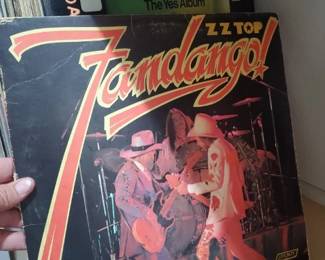 The Yes Album
ZZ TOP
Fandango!